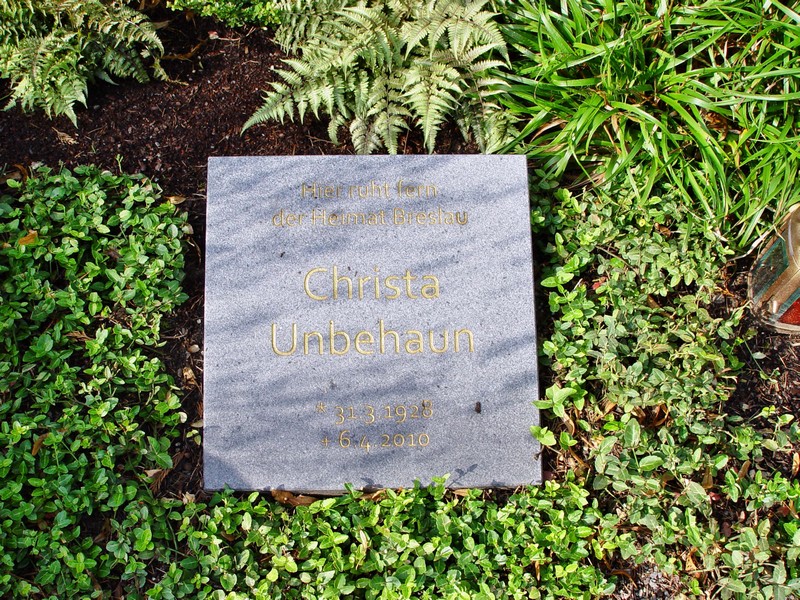 Hier ruht fern
der Heimat Breslau
Christa
Unbehaun
* 31.3.1928
+ 6.4.2010